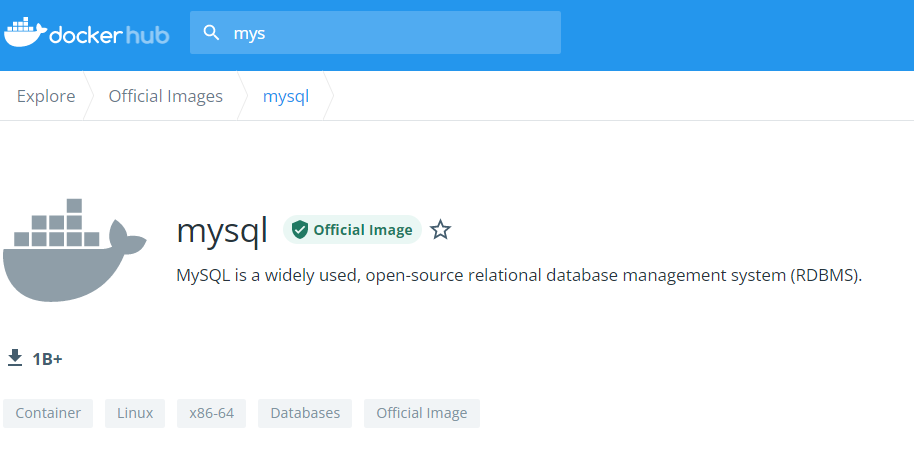 dockerhub mys
Explore Official Images mysql
mysql Official Image
MySQL is a widely used, open-source relational database management system (RDBMS).
1B+
Container Linux x86-64 Databases Official Image